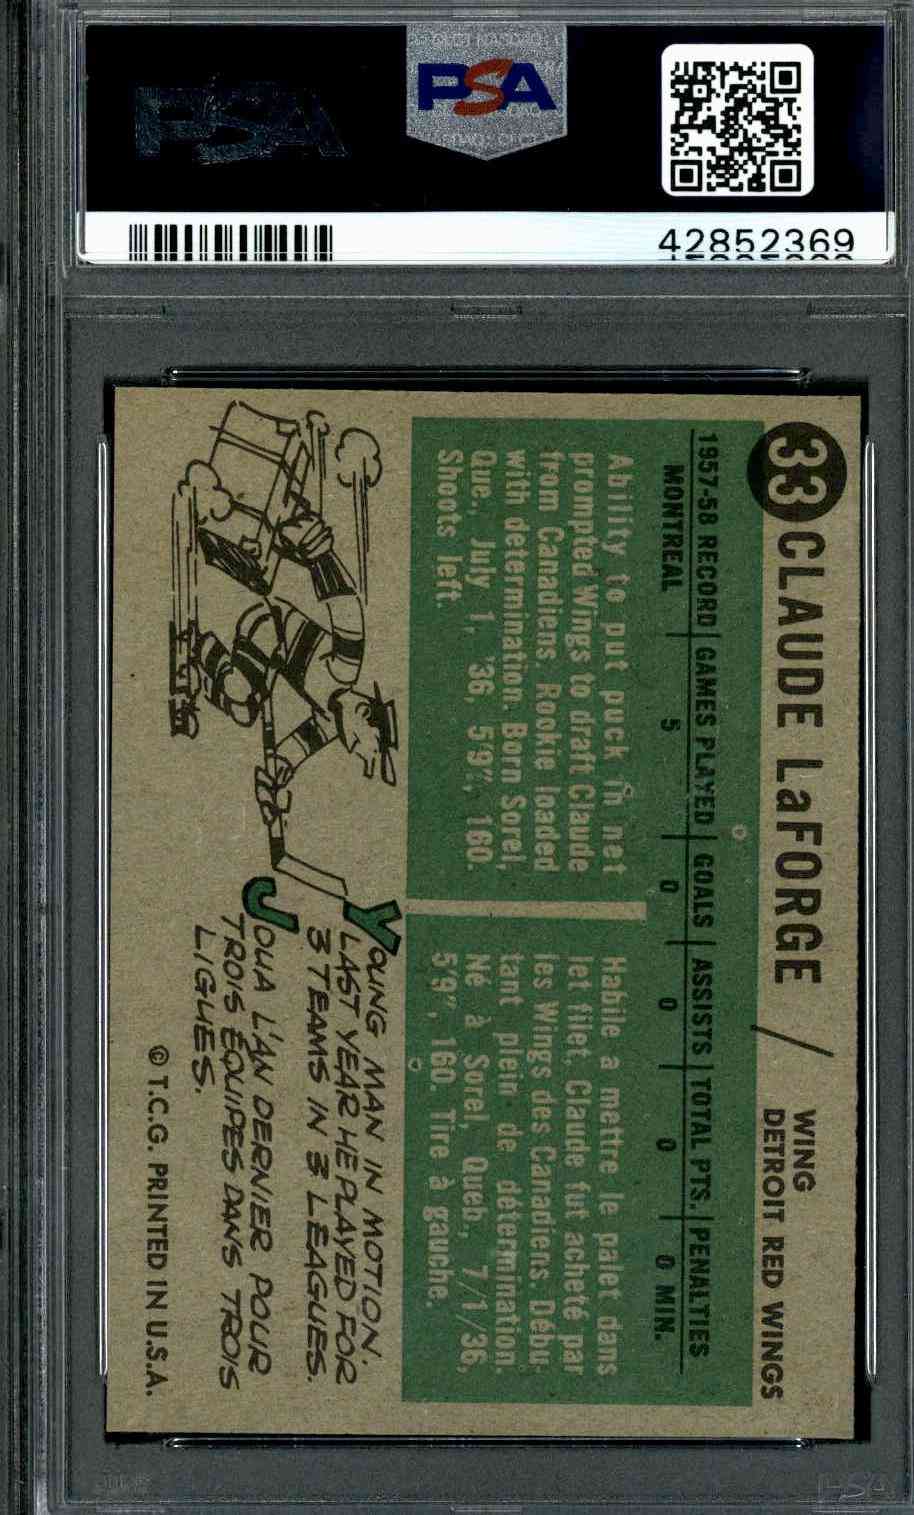 PSA
PSA
42852369
33 CLAUDE LaFORGE / WING
DETROIT RED WINGS
1957-58 RECORD GAMES PLAYED GOALS ASSISTS TOTAL PTS. PENALTIES
MONTREAL 5 0 0 0 0 MIN.
Ability to put puck in net
prompted Wings to draft Claude
from Canadiens. Rookie loaded
with determination. Born Sorel,
Que., July 1, '36, 5'9", 160.
Shoots left.
Habile a mettre le palet dans
let filet, Claude fut acheté par
les Wings des Canadiens. Débu-
tant plein de détermination.
Né à Sorel, Queb., 7/1/36,
5'9", 160. Tire à gauche.
YOUNG MAN IN MOTION.
LAST YEAR HE PLAYED FOR
3 TEAMS IN 3 LEAGUES.
JOUA L'AN DERNIER POUR
TROIS ÉQUIPES DANS TROIS
LIGUES.
© T.C.G. PRINTED IN U.S.A.